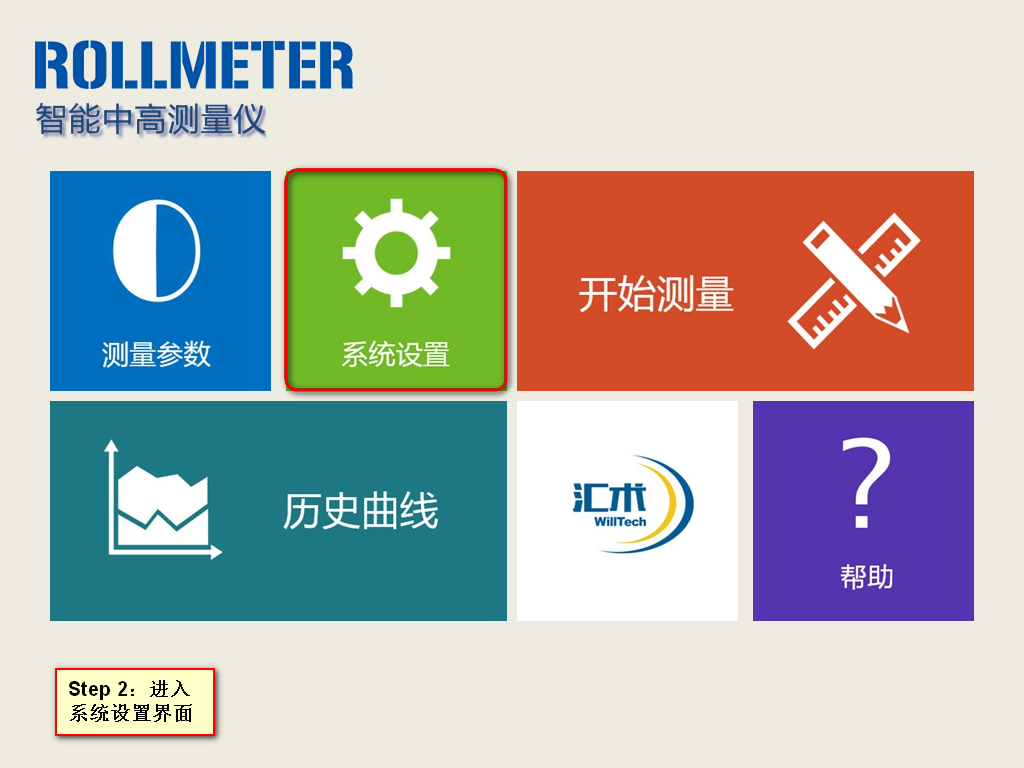 ROLLMETER
智能中高测量仪
测量参数
系统设置
开始测量
历史曲线
汇术
WillTech
?
帮助
Step 2：进入
系统设置界面